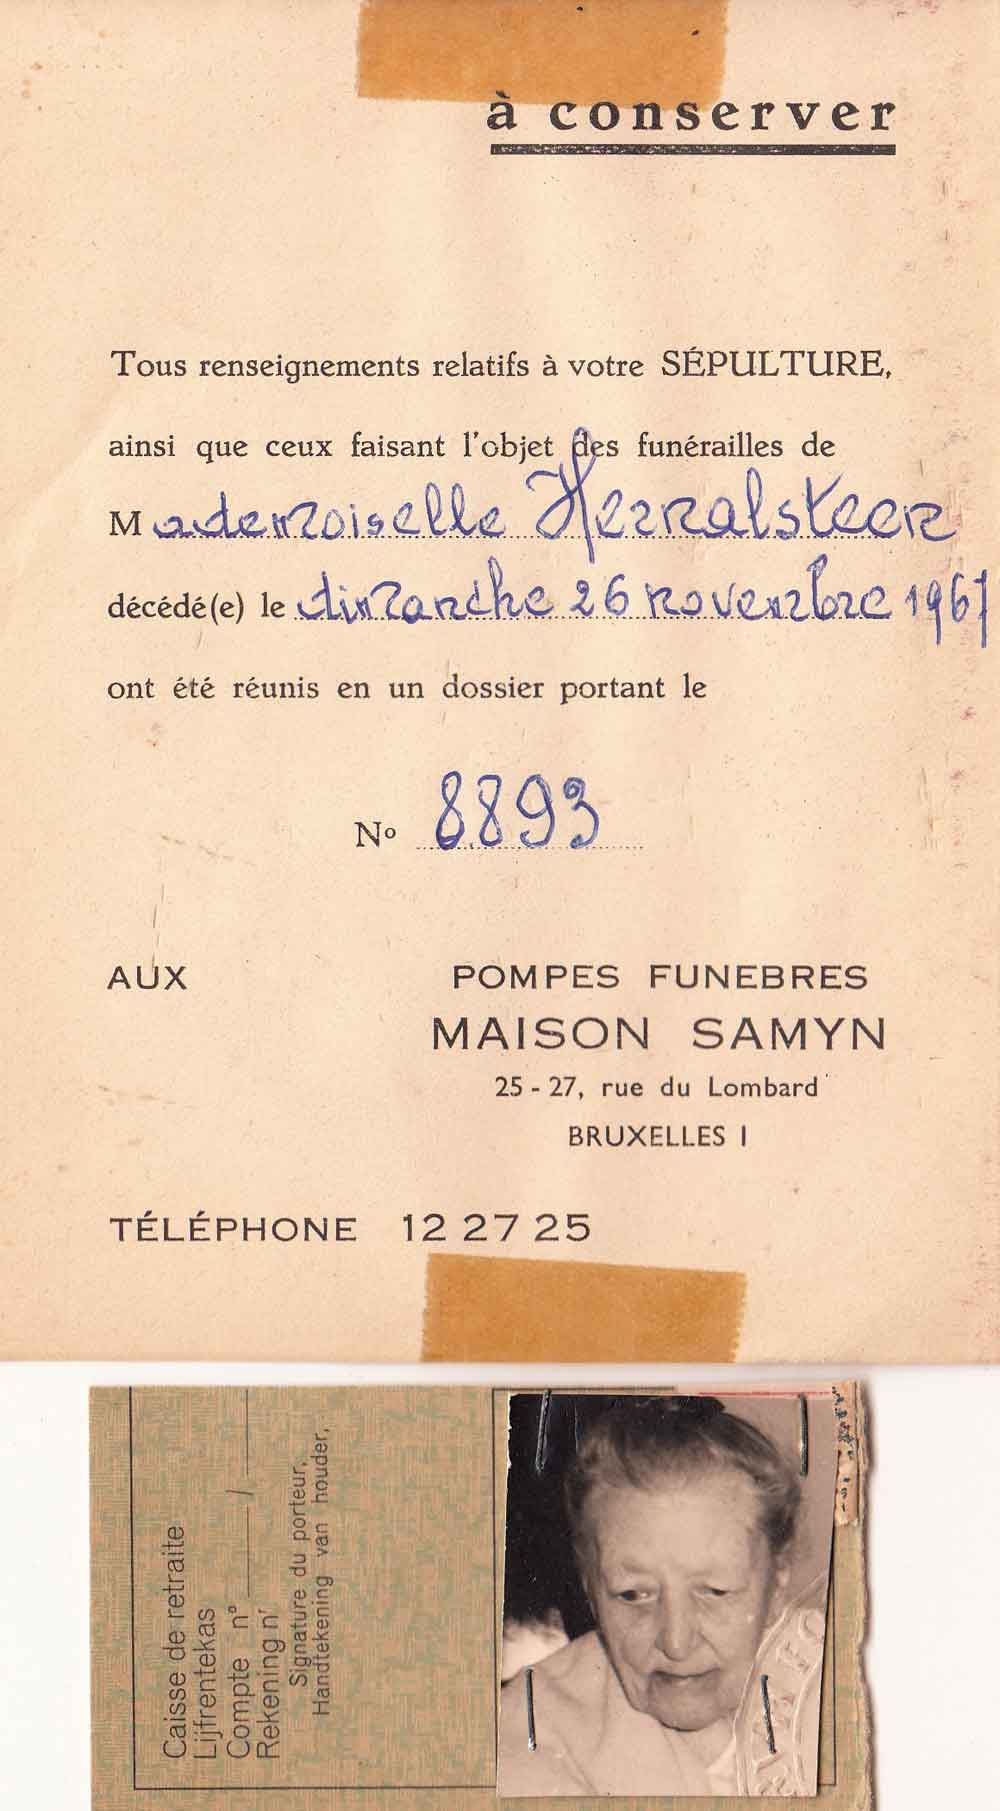 à conserver
Tous renseignements relatifs à votre SÉPULTURE,
ainsi que ceux faisant l'objet des funérailles de
Mademoiselle Hernalsteen
décédé(e) le dimanche 26 novembre 1967
ont été réunis en un dossier portant le
No 8893
AUX POMPES FUNEBRES
MAISON SAMYN
25-27, rue du Lombard
BRUXELLES 1
TÉLÉPHONE 12 27 25
Caisse de retraite
Lijfrentekas
Compte n° /
Rekening nr
Signature du porteur,
Handtekening van houder,